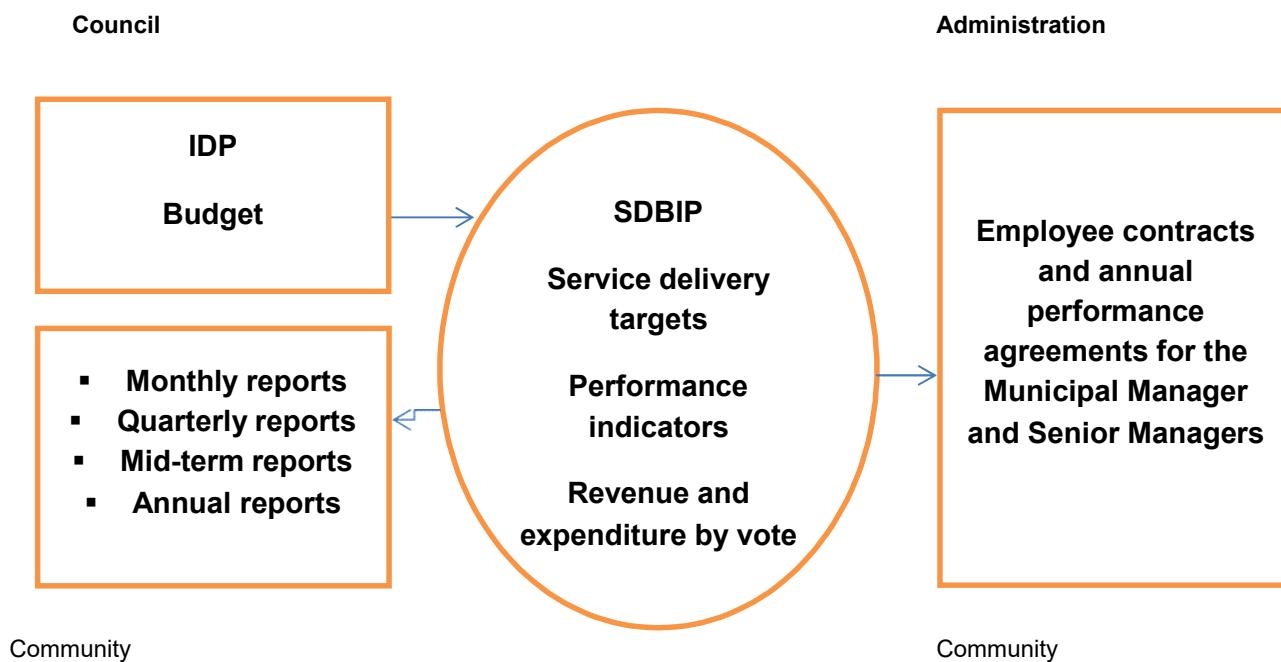 Council
Administration
IDP
Budget
▪ Monthly reports
▪ Quarterly reports
▪ Mid-term reports
▪ Annual reports
SDBIP
Service delivery
targets
Performance
indicators
Revenue and
expenditure by vote
Employee contracts
and annual
performance
agreements for the
Municipal Manager
and Senior Managers
Community
Community